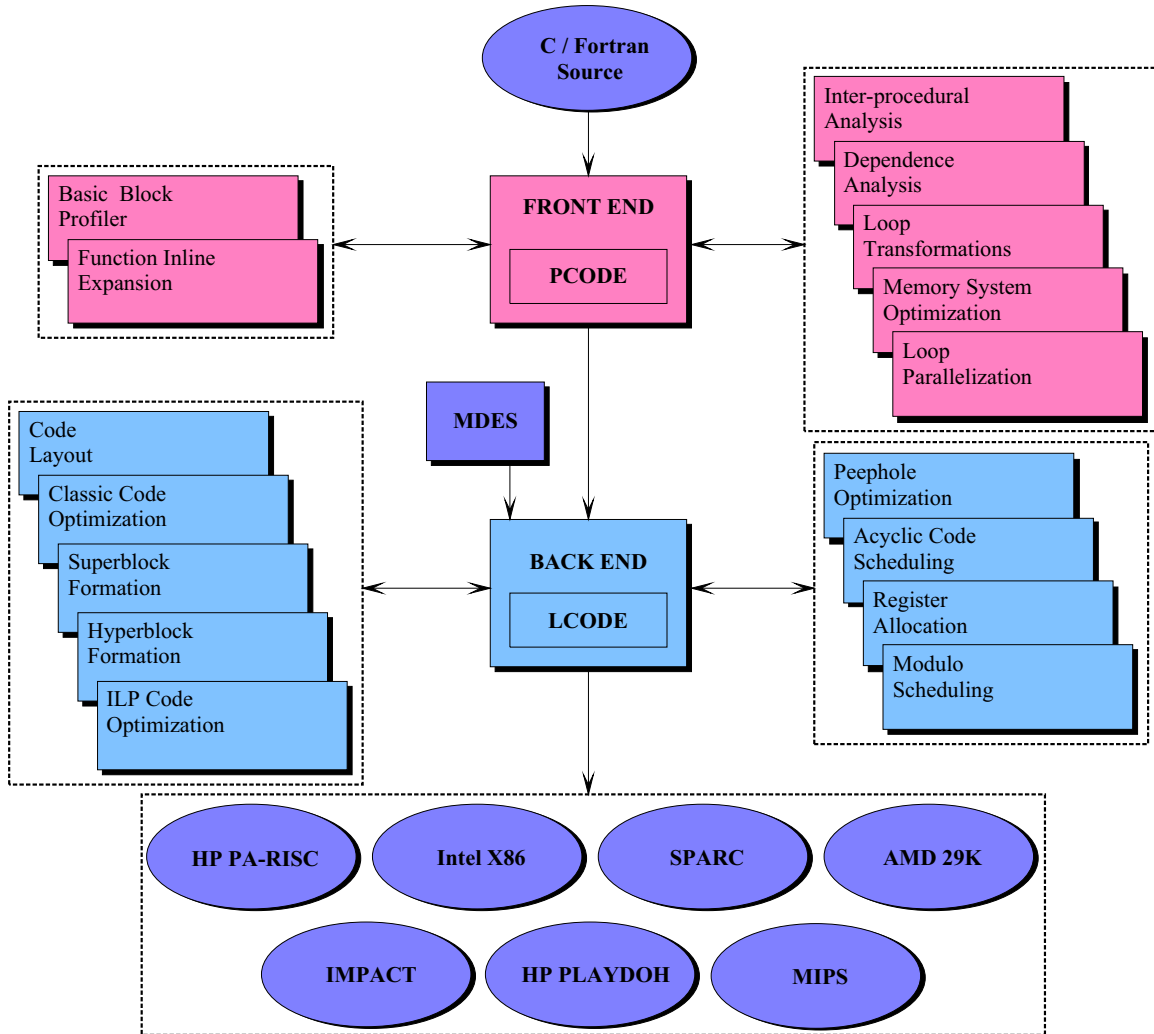 C / Fortran
Source
Inter-procedural
Analysis
Dependence
Analysis
Loop
Transformations
Memory System
Optimization
Loop
Parallelization
Basic Block
Profiler
Function Inline
Expansion
FRONT END
PCODE
MDES
Code
Layout
Classic Code
Optimization
Superblock
Formation
Hyperblock
Formation
ILP Code
Optimization
BACK END
LCODE
Peephole
Optimization
Acyclic Code
Scheduling
Register
Allocation
Modulo
Scheduling
HP PA-RISC
Intel X86
SPARC
AMD 29K
IMPACT
HP PLAYDOH
MIPS